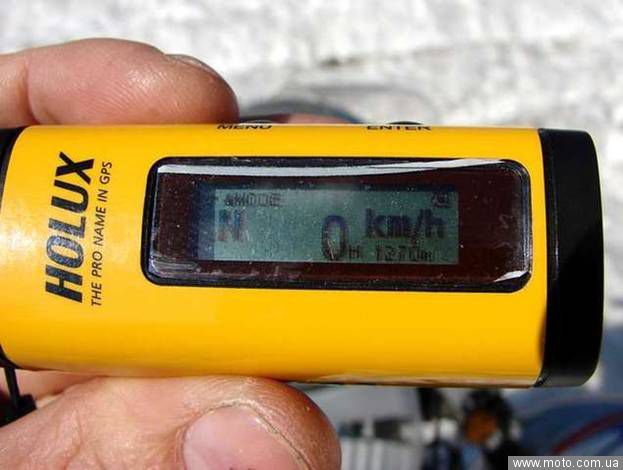 MENU ENTER
HOLUX
THE PRO NAME IN GPS
MODE
N 0 km/h
H 1270m
www.moto.com.ua